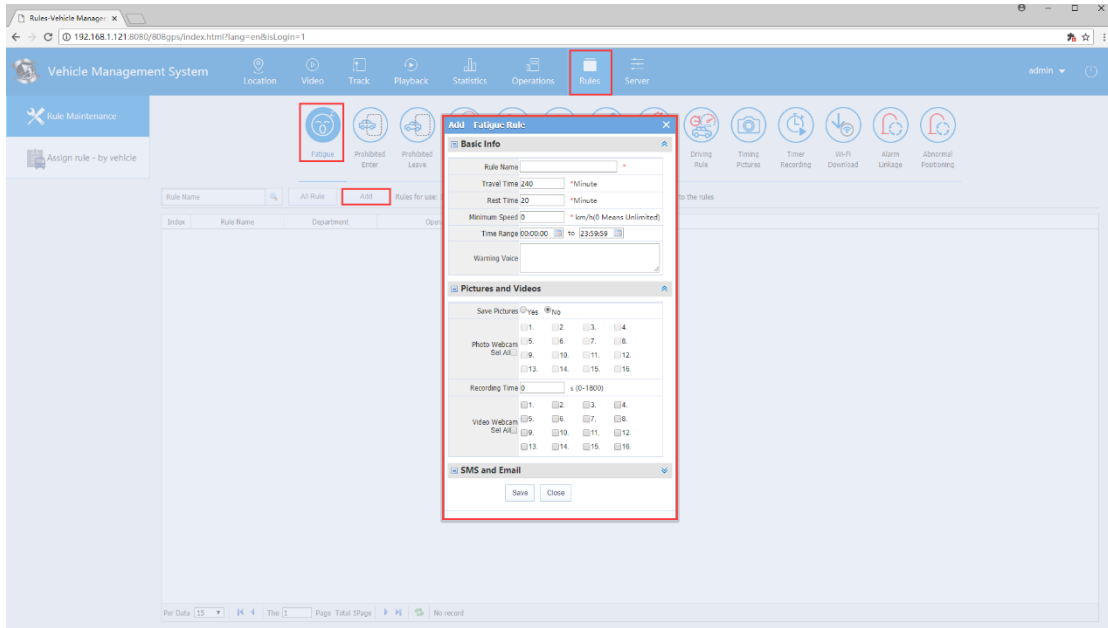 Rules-Vehicle Manager
192.168.1.121:8080/808gps/index.html?lang=en&isLogin=1
Vehicle Management System
Location
Video
Track
Playback
Statistics
Operations
Rules
Server
admin
Rule Maintenance
Assign rule - by vehicle
Fatigue
Prohibited Enter
Prohibited Leave
Driving Rule
Timing Pictures
Timer Recording
Wi-Fi Download
Alarm Linkage
Abnormal Positioning
Rule Name
All Rule
Add
Rules for use:
to the rules
Index Rule Name Department Oper
Add Fatigue Rule
Basic Info
Rule Name *
Travel Time 240 *Minute
Rest Time 20 *Minute
Minimum Speed 0 * km/h(0 Means Unlimited)
Time Range 00:00:00 to 23:59:59
Warning Voice
Pictures and Videos
Save Pictures Yes No
Photo Webcam
Sel All
1. 2. 3. 4.
5. 6. 7. 8.
9. 10. 11. 12.
13. 14. 15. 16.
Recording Time 0 s (0-1800)
Video Webcam
Sel All
1. 2. 3. 4.
5. 6. 7. 8.
9. 10. 11. 12.
13. 14. 15. 16.
SMS and Email
Save Close
Per Data 15 The 1 Page Total 1Page No record